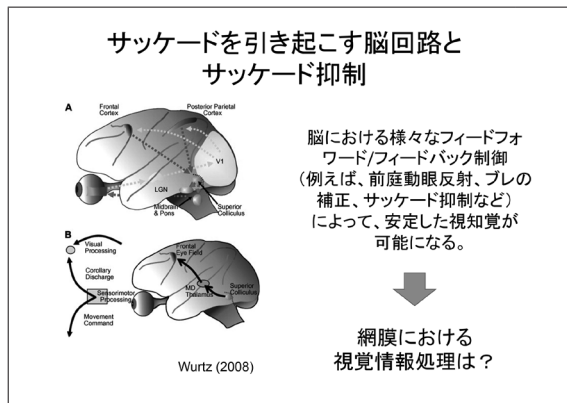 サッケードを引き起こす脳回路と
サッケード抑制
A
Frontal
Cortex
Posterior Parietal
Cortex
V1
LGN
Midbrain
& Pons
Superior
Colliculus
B
Visual
Processing
Corollary
Discharge
Sensorimotor
Processing
Movement
Command
Frontal
Eye Field
MD
Thalamus
Superior
Colliculus
Wurtz (2008)
脳における様々なフィードフォ
ワード/フィードバック制御
(例えば、前庭動眼反射、ブレの
補正、サッケード抑制など)
によって、安定した視知覚が
可能になる。
網膜における
視覚情報処理は?